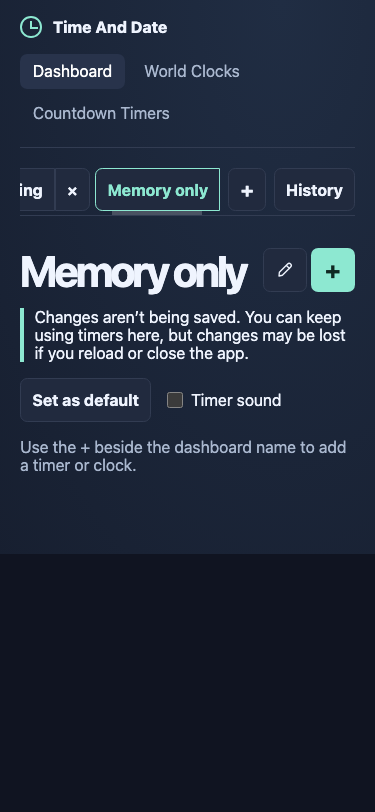 Time And Date
Dashboard World Clocks
Countdown Timers
ing × Memory only + History
Memory only +
Changes aren’t being saved. You can keep
using timers here, but changes may be lost
if you reload or close the app.
Set as default Timer sound
Use the + beside the dashboard name to add
a timer or clock.